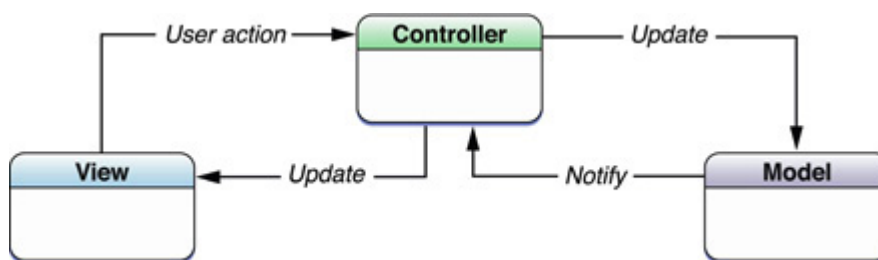 User action
Controller
Update
View
Update
Notify
Model